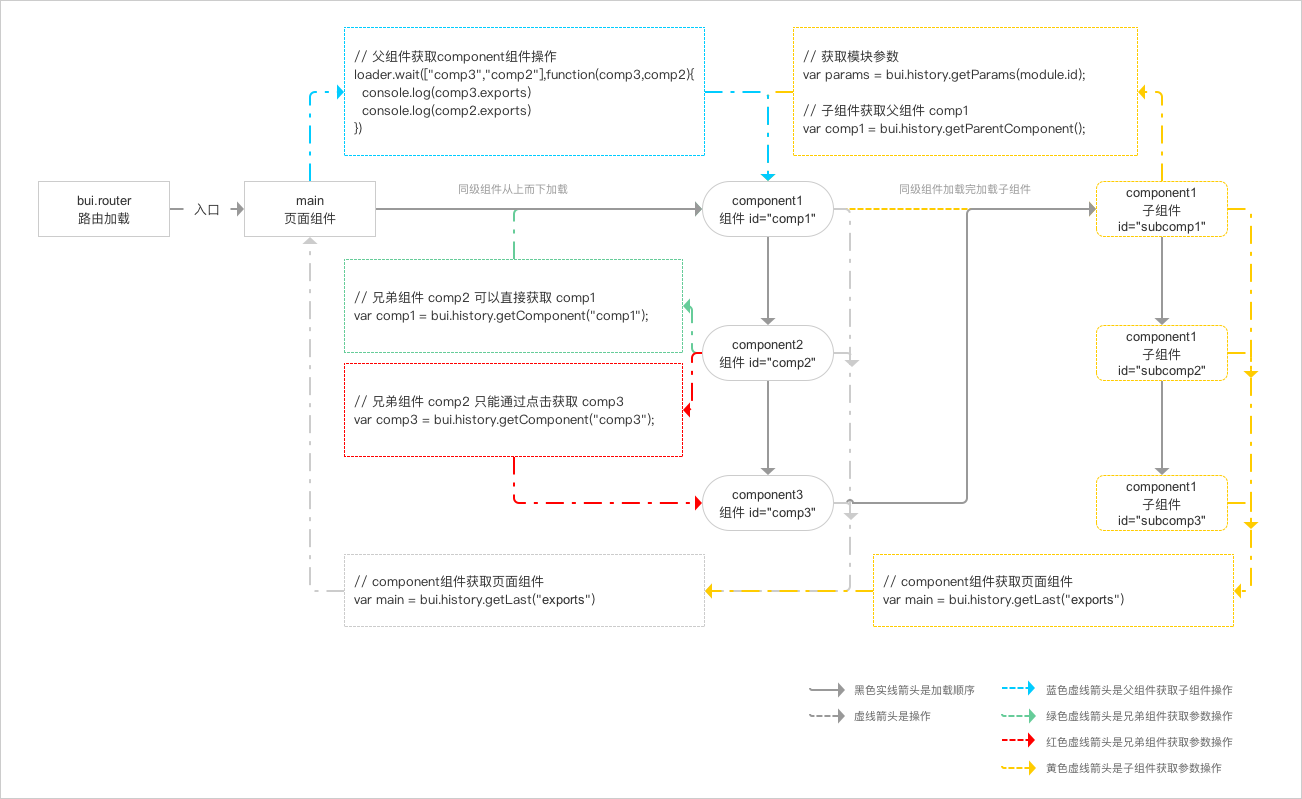 // 父组件获取component组件操作
loader.wait(["comp3","comp2"],function(comp3,comp2){
console.log(comp3.exports)
console.log(comp2.exports)
})
// 获取模块参数
var params = bui.history.getParams(module.id);
// 子组件获取父组件 comp1
var comp1 = bui.history.getParentComponent();
bui.router
路由加载
入口
main
页面组件
同级组件从上而下加载
component1
组件 id="comp1"
同级组件加载完加载子组件
component1
子组件
id="subcomp1"
// 兄弟组件 comp2 可以直接获取 comp1
var comp1 = bui.history.getComponent("comp1");
component2
组件 id="comp2"
component1
子组件
id="subcomp2"
// 兄弟组件 comp2 只能通过点击获取 comp3
var comp3 = bui.history.getComponent("comp3");
component3
组件 id="comp3"
component1
子组件
id="subcomp3"
// component组件获取页面组件
var main = bui.history.getLast("exports")
// component组件获取页面组件
var main = bui.history.getLast("exports")
黑色实线箭头是加载顺序
虚线箭头是操作
蓝色虚线箭头是父组件获取子组件操作
绿色虚线箭头是兄弟组件获取参数操作
红色虚线箭头是兄弟组件获取参数操作
黄色虚线箭头是子组件获取参数操作